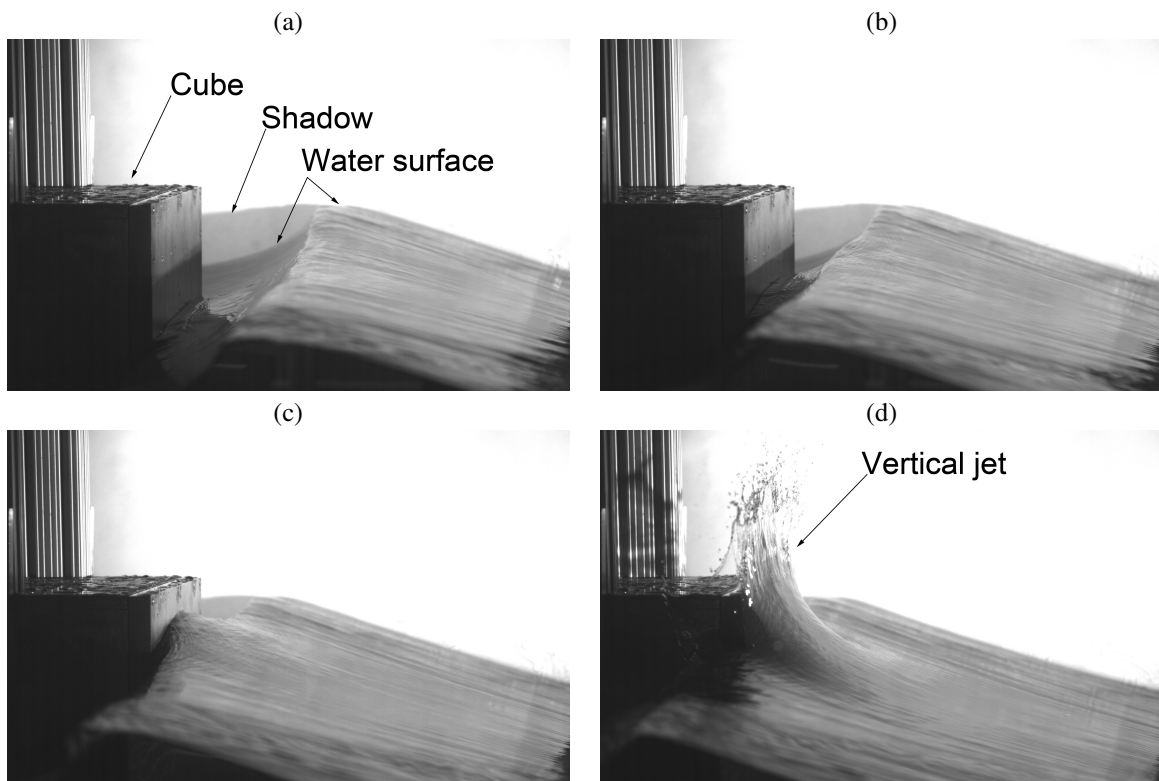 (a)
(b)
Cube
Shadow
Water surface
(c)
(d)
Vertical jet